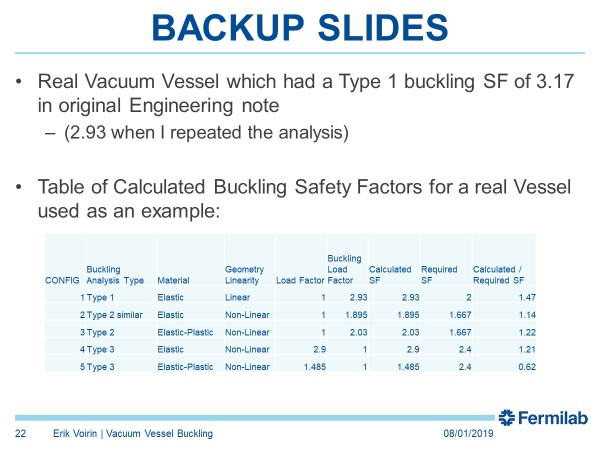 BACKUP SLIDES
• Real Vacuum Vessel which had a Type 1 buckling SF of 3.17
in original Engineering note
– (2.93 when I repeated the analysis)
• Table of Calculated Buckling Safety Factors for a real Vessel
used as an example:
CONFIG Buckling Analysis Type Material Geometry Linearity Load Factor Buckling Load Factor Calculated SF Required SF Calculated / Required SF
1 Type 1 Elastic Linear 1 2.93 2.93 2 1.47
2 Type 2 similar Elastic Non-Linear 1 1.895 1.895 1.667 1.14
3 Type 2 Elastic-Plastic Non-Linear 1 2.03 2.03 1.667 1.22
4 Type 3 Elastic Non-Linear 2.9 1 2.9 2.4 1.21
5 Type 3 Elastic-Plastic Non-Linear 1.485 1 1.485 2.4 0.62
Fermilab
22 Erik Voirin | Vacuum Vessel Buckling 08/01/2019